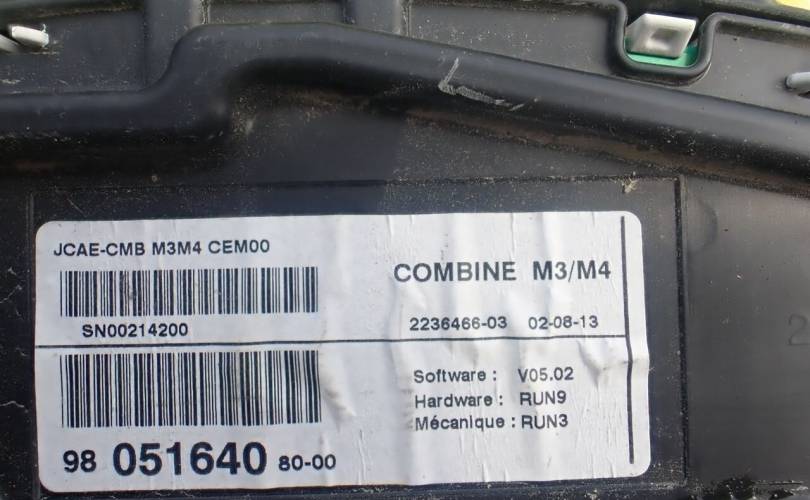 JCAE-CMB M3M4 CEM00
SN00214200
COMBINE M3/M4
2236466-03 02-08-13
Software : V05.02
Hardware : RUN9
Mécanique : RUN3
98 051640 80-00
2